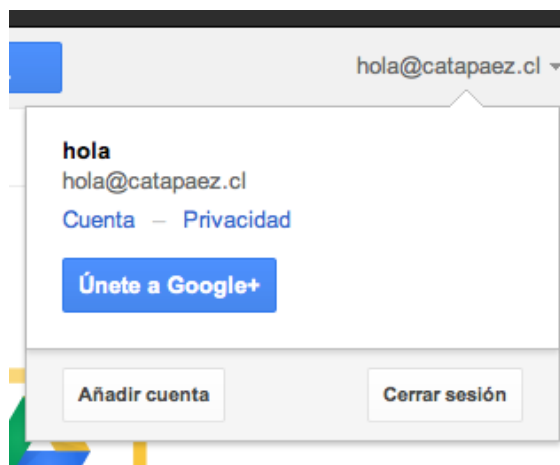 hola@catapaez.cl
hola
hola@catapaez.cl
Cuenta – Privacidad
Únete a Google+
Añadir cuenta Cerrar sesión